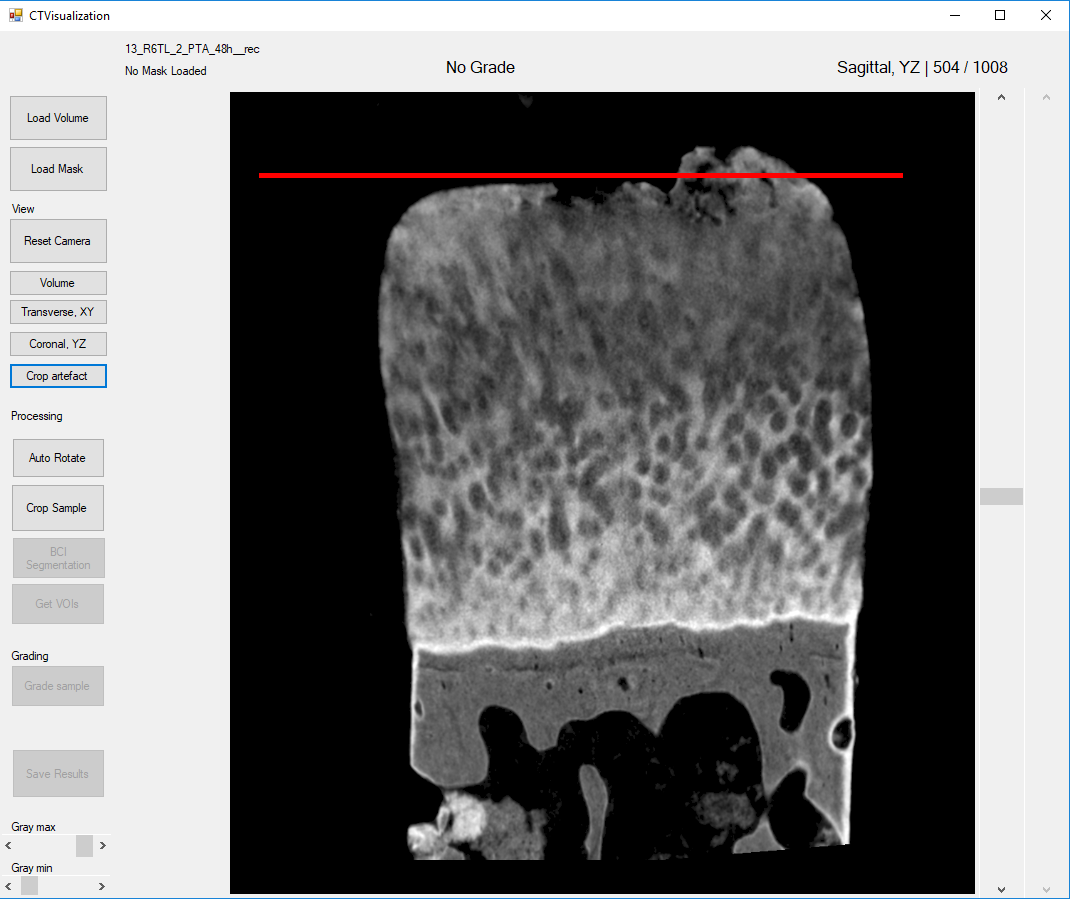 CTVisualization
13_R6TL_2_PTA_48h__rec
No Mask Loaded
No Grade
Sagittal, YZ | 504 / 1008
Load Volume
Load Mask
View
Reset Camera
Volume
Transverse, XY
Coronal, YZ
Crop artefact
Processing
Auto Rotate
Crop Sample
BCI
Segmentation
Get VOIs
Grading
Grade sample
Save Results
Gray max
Gray min